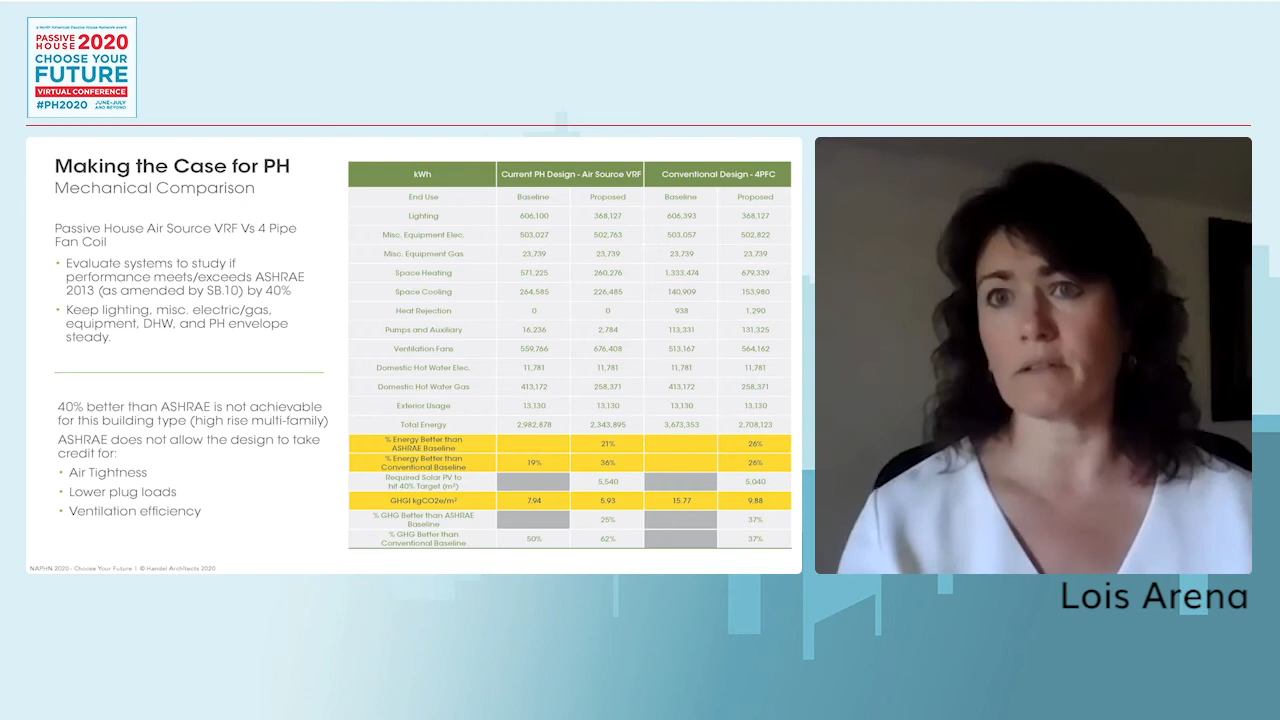 a North American Passive House Network event
PASSIVE HOUSE 2020
CHOOSE YOUR
FUTURE
VIRTUAL CONFERENCE
#PH2020 JUNE-JULY AND BEYOND
Making the Case for PH
Mechanical Comparison
Passive House Air Source VRF Vs 4 Pipe
Fan Coil
• Evaluate systems to study if
performance meets/exceeds ASHRAE
2013 (as amended by SB.10) by 40%
• Keep lighting, misc. electric/gas,
equipment, DHW, and PH envelope
steady.
40% better than ASHRAE is not achievable
for this building type (high rise multi-family)
ASHRAE does not allow the design to take
credit for:
• Air Tightness
• Lower plug loads
• Ventilation efficiency
kWh Current PH Design - Air Source VRF Conventional Design - 4PFC
End Use Baseline Proposed Baseline Proposed
Lighting 606,100 368,127 606,393 368,127
Misc. Equipment Elec. 503,027 502,763 503,057 502,822
Misc. Equipment Gas 23,739 23,739 23,739 23,739
Space Heating 571,225 260,276 1,333,474 679,339
Space Cooling 264,585 226,485 140,909 153,980
Heat Rejection 0 0 938 1,290
Pumps and Auxiliary 16,236 2,784 113,331 131,325
Ventilation Fans 559,766 676,408 513,167 564,162
Domestic Hot Water Elec. 11,781 11,781 11,781 11,781
Domestic Hot Water Gas 413,172 258,371 413,172 258,371
Exterior Usage 13,130 13,130 13,130 13,130
Total Energy 2,982,878 2,343,895 3,673,353 2,708,123
% Energy Better than
ASHRAE Baseline 21% 26%
% Energy Better than
Conventional Baseline 19% 36% 26%
Required Solar PV to
hit 40% Target (m²) 5,540 5,040
GHGI kgCO2e/m² 7.94 5.93 15.77 9.88
% GHG Better than ASHRAE
Baseline 25% 37%
% GHG Better than
Conventional Baseline 50% 62% 37%
NAPHN 2020 - Choose Your Future | © Handel Architects 2020
Lois Arena